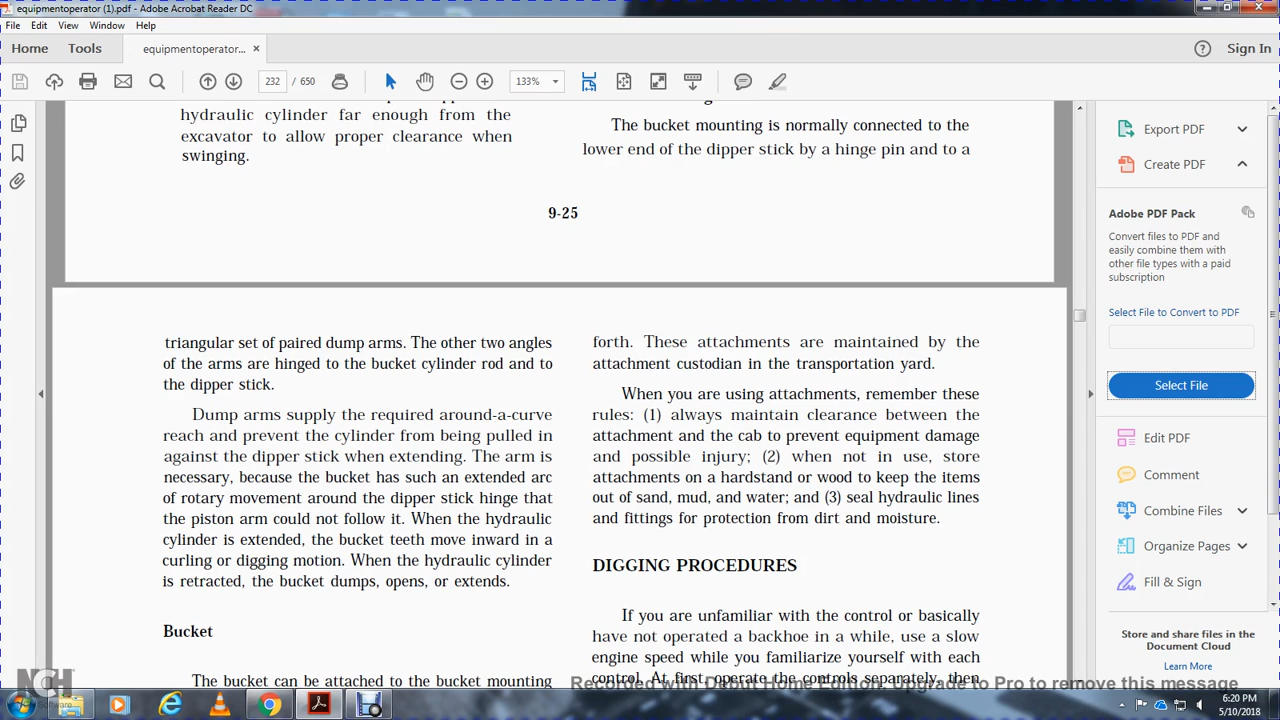 equipmentoperator (1).pdf - Adobe Acrobat Reader DC
File Edit View Window Help
Home Tools equipmentoperator... × Sign In
232 / 650 133%
hydraulic cylinder far enough from the
excavator to allow proper clearance when
swinging.
The bucket mounting is normally connected to the
lower end of the dipper stick by a hinge pin and to a
9-25
triangular set of paired dump arms. The other two angles
of the arms are hinged to the bucket cylinder rod and to
the dipper stick.
Dump arms supply the required around-a-curve
reach and prevent the cylinder from being pulled in
against the dipper stick when extending. The arm is
necessary, because the bucket has such an extended arc
of rotary movement around the dipper stick hinge that
the piston arm could not follow it. When the hydraulic
cylinder is extended, the bucket teeth move inward in a
curling or digging motion. When the hydraulic cylinder
is retracted, the bucket dumps, opens, or extends.
Bucket
The bucket can be attached to the bucket mounting
forth. These attachments are maintained by the
attachment custodian in the transportation yard.
When you are using attachments, remember these
rules: (1) always maintain clearance between the
attachment and the cab to prevent equipment damage
and possible injury; (2) when not in use, store
attachments on a hardstand or wood to keep the items
out of sand, mud, and water; and (3) seal hydraulic lines
and fittings for protection from dirt and moisture.
DIGGING PROCEDURES
If you are unfamiliar with the control or basically
have not operated a backhoe in a while, use a slow
engine speed while you familiarize yourself with each
control. At first, operate the controls separately, then
Export PDF
Create PDF
Adobe PDF Pack
Convert files to PDF and
easily combine them with
other file types with a paid
subscription
Select File to Convert to PDF
Select File
Edit PDF
Comment
Combine Files
Organize Pages
Fill & Sign
Store and share files in the
Document Cloud
Learn More
NCH
Software
Recorded with Debut Home Edition. Upgrade to Pro to remove this message
6:20 PM
5/10/2018